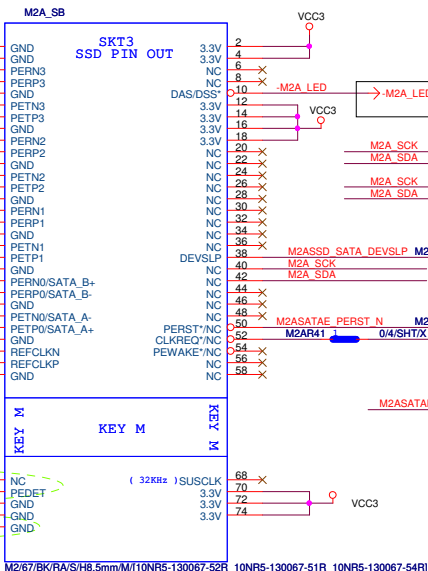 M2A_SB
VCC3
SKT3
SSD PIN OUT
GND 3.3V 2
GND 3.3V 4
PERN3 NC 6
PERP3 NC 8
GND DAS/DSS* 10 -M2A_LED -M2A_LE
PETN3 3.3V 12
PETP3 3.3V 14 VCC3
GND 3.3V 16
PERN2 3.3V 18
PERP2 NC 20 M2A_SCK
GND NC 22 M2A_SDA
PETN2 NC 24
PETP2 NC 26 M2A_SCK
GND NC 28 M2A_SDA
PERN1 NC 30
PERP1 NC 32
GND NC 34
PETN1 NC 36
PETP1 DEVSLP 38 M2ASSD_SATA_DEVSLP M2
GND NC 40 M2A_SCK
PERN0/SATA_B+ NC 42 M2A_SDA
PERP0/SATA_B- NC 44
GND NC 46
PETN0/SATA_A- NC 48
PETP0/SATA_A+ PERST*/NC 50 M2ASATAE_PERST_N M2
GND CLKREQ*/NC 52 M2AR41 1 0/4/SHT/X
REFCLKN PEWAKE*/NC 54
REFCLKP NC 56
GND NC 58
KEY M KEY M KEY M
M2ASATA
NC ( 32KHz ) SUSCLK 68
PEDET 3.3V 70
GND 3.3V 72 VCC3
GND 3.3V 74
GND
M2/67/BK/RA/S/H8.5mm/M/[10NR5-130067-52R_10NR5-130067-51R_10NR5-130067-54R]